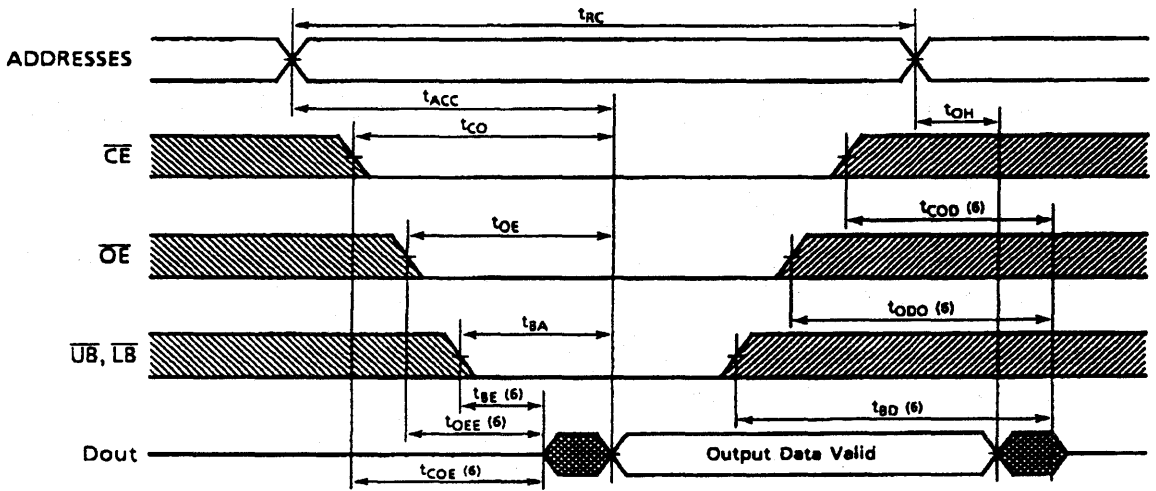 tRC
ADDRESSES
tACC
tOH
tCO
CE
tCOD (6)
tOE
OE
tODO (6)
tBA
UB, LB
tBE (6)
tBD (6)
tOEE (6)
Dout
Output Data Valid
tCOE (6)